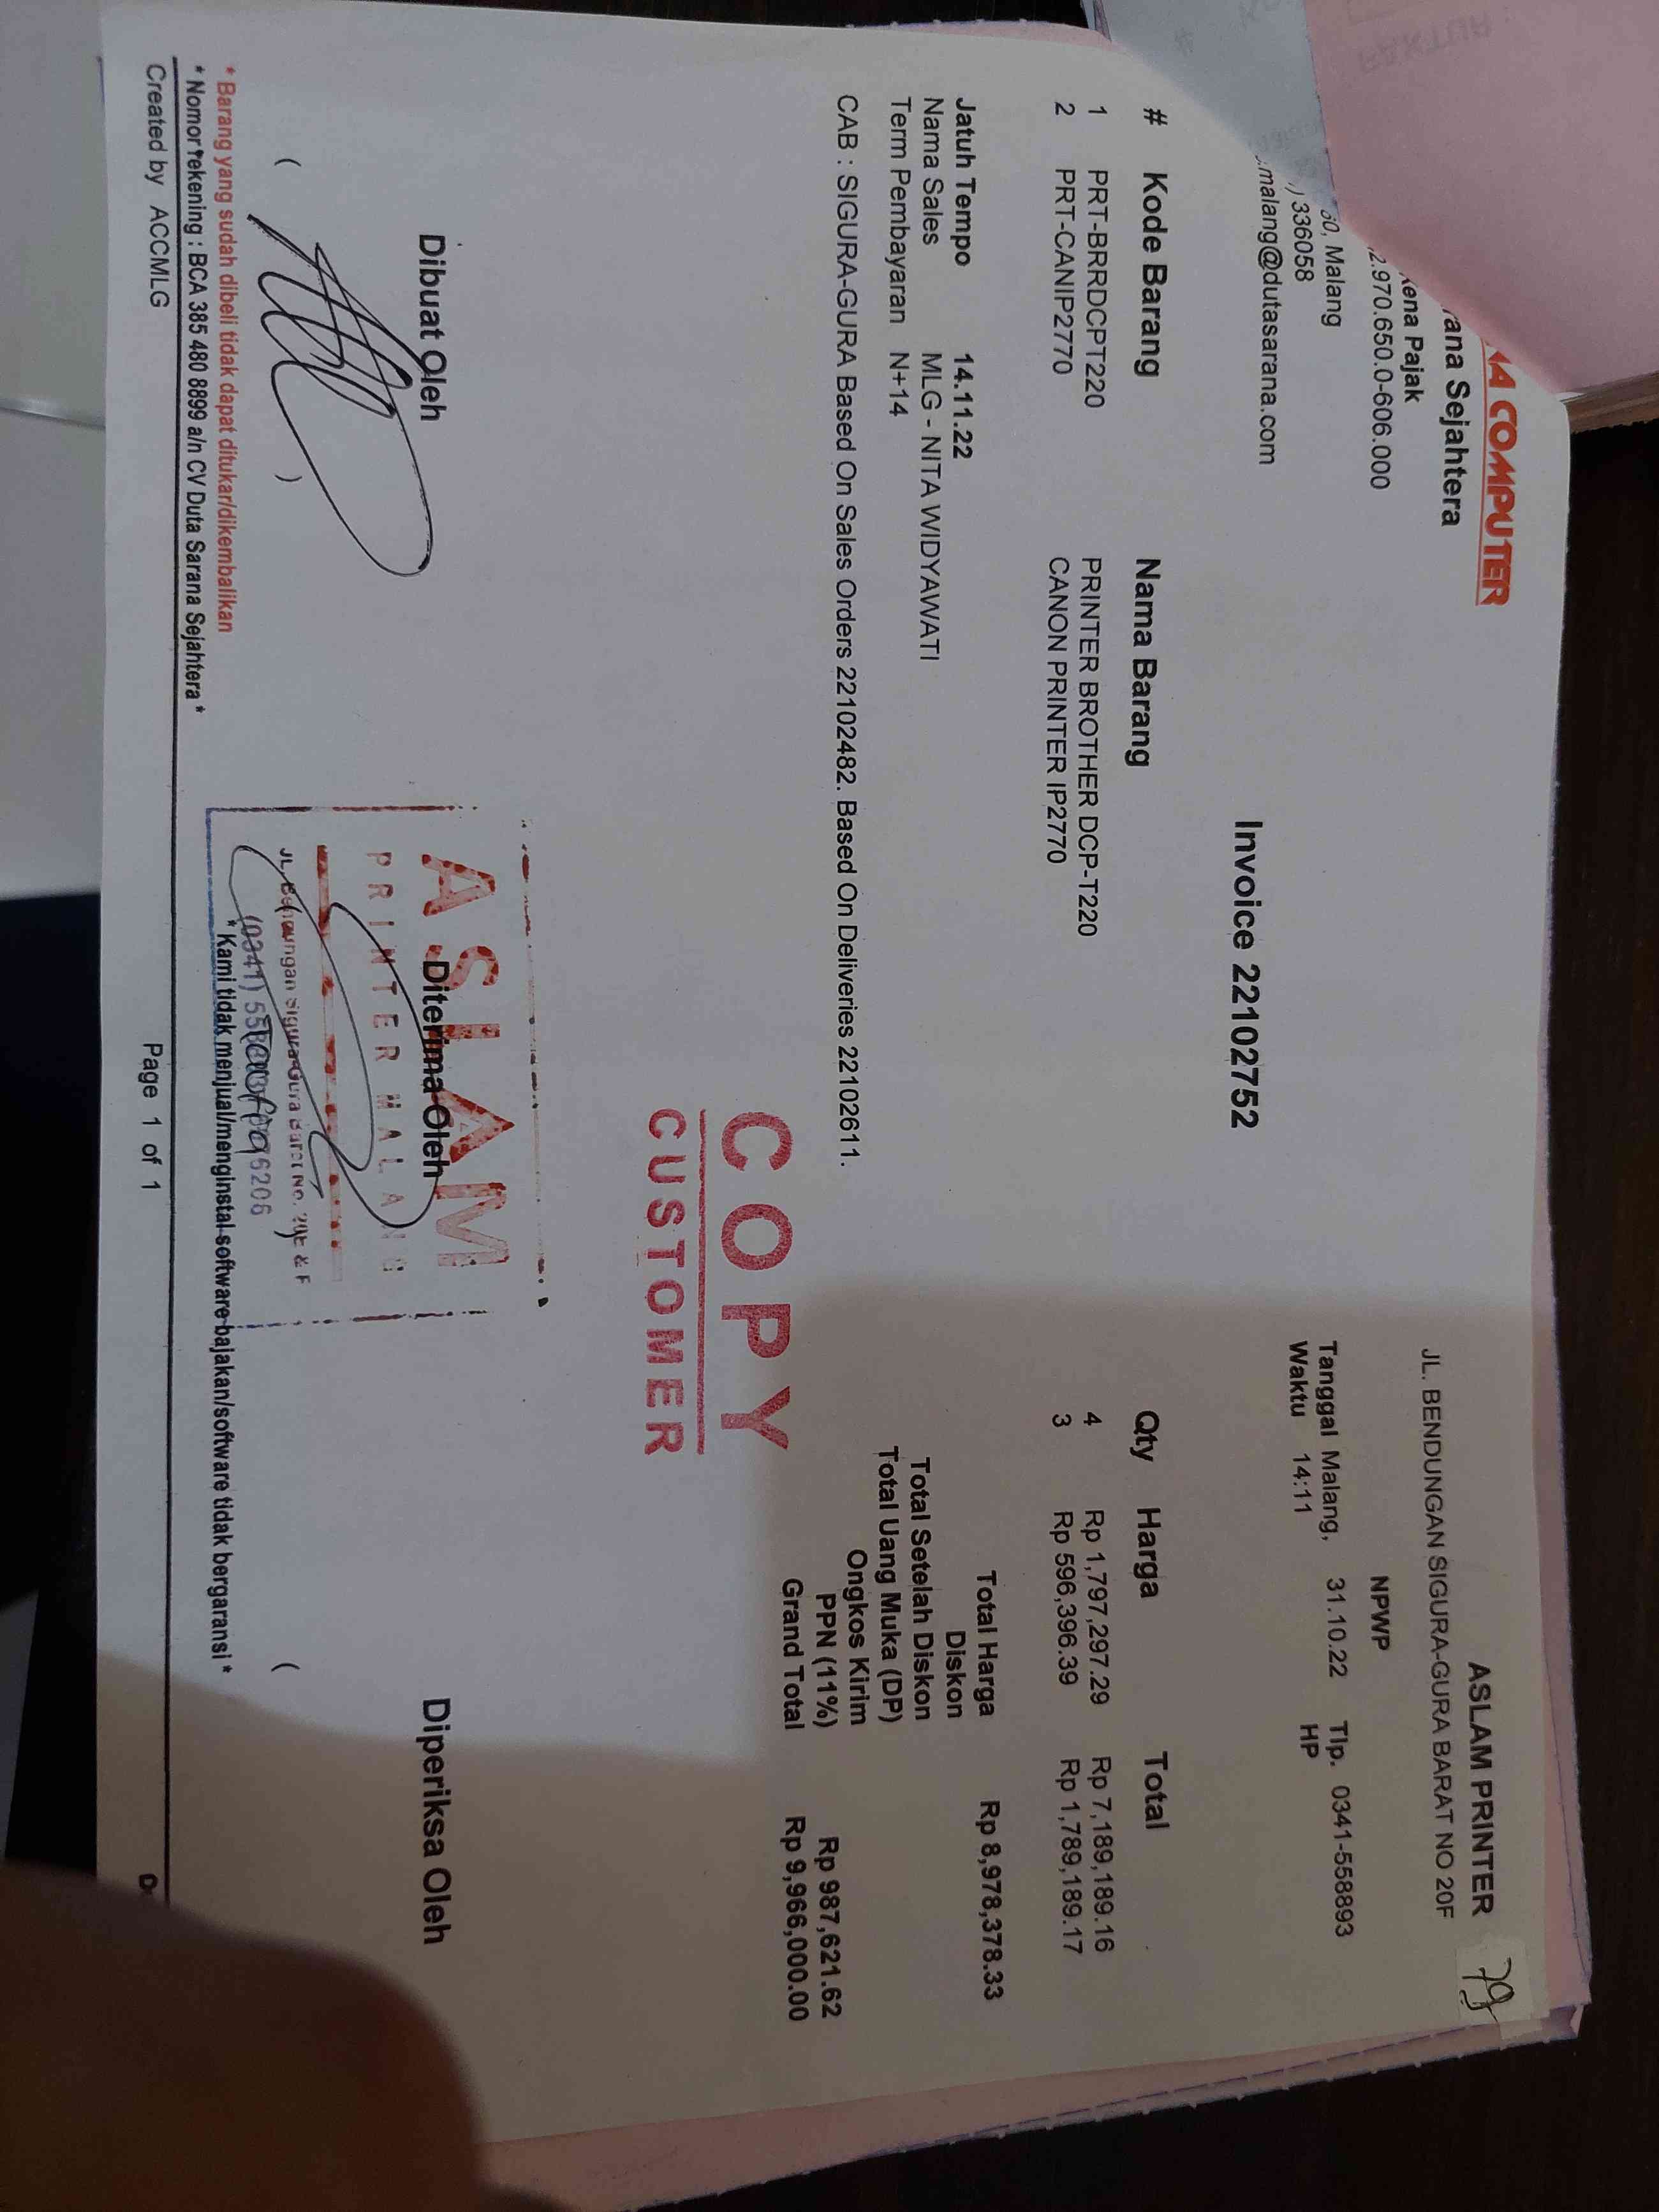 COMPUTER
rana Sejahtera
Kena Pajak
2.970.650.0-606.000
60, Malang
) 336058
malang@dutasarana.com
Invoice 22102752
ASLAM PRINTER
JL. BENDUNGAN SIGURA-GURA BARAT NO 20F
NPWP
Tanggal Malang, 31.10.22 Tlp. 0341-558893
Waktu 14:11 HP
# Kode Barang Nama Barang Qty Harga Total
1 PRT-BRRDCPT220 PRINTER BROTHER DCP-T220 4 Rp 1,797,297.29 Rp 7,189,189.16
2 PRT-CANIP2770 CANON PRINTER IP2770 3 Rp 596,396.39 Rp 1,789,189.17
Jatuh Tempo 14.11.22
Nama Sales MLG - NITA WIDYAWATI
Term Pembayaran N+14
CAB : SIGURA-GURA Based On Sales Orders 22102482. Based On Deliveries 22102611.
Total Harga Rp 8,978,378.33
Diskon
Total Setelah Diskon
Total Uang Muka (DP)
Ongkos Kirim
PPN (11%) Rp 987,621.62
Grand Total Rp 9,966,000.00
COPY
CUSTOMER
Dibuat Oleh Diterima Oleh Diperiksa Oleh
ASLAM
PRINTER MALANG
( ) (
* Barang yang sudah dibeli tidak dapat ditukar/dikembalikan
* Kami tidak menjual/menginstal software bajakan/software tidak bergaransi *
* Nomor rekening : BCA 385 480 8899 a/n CV Duta Sarana Sejahtera *
Created by ACCMLG Page 1 of 1